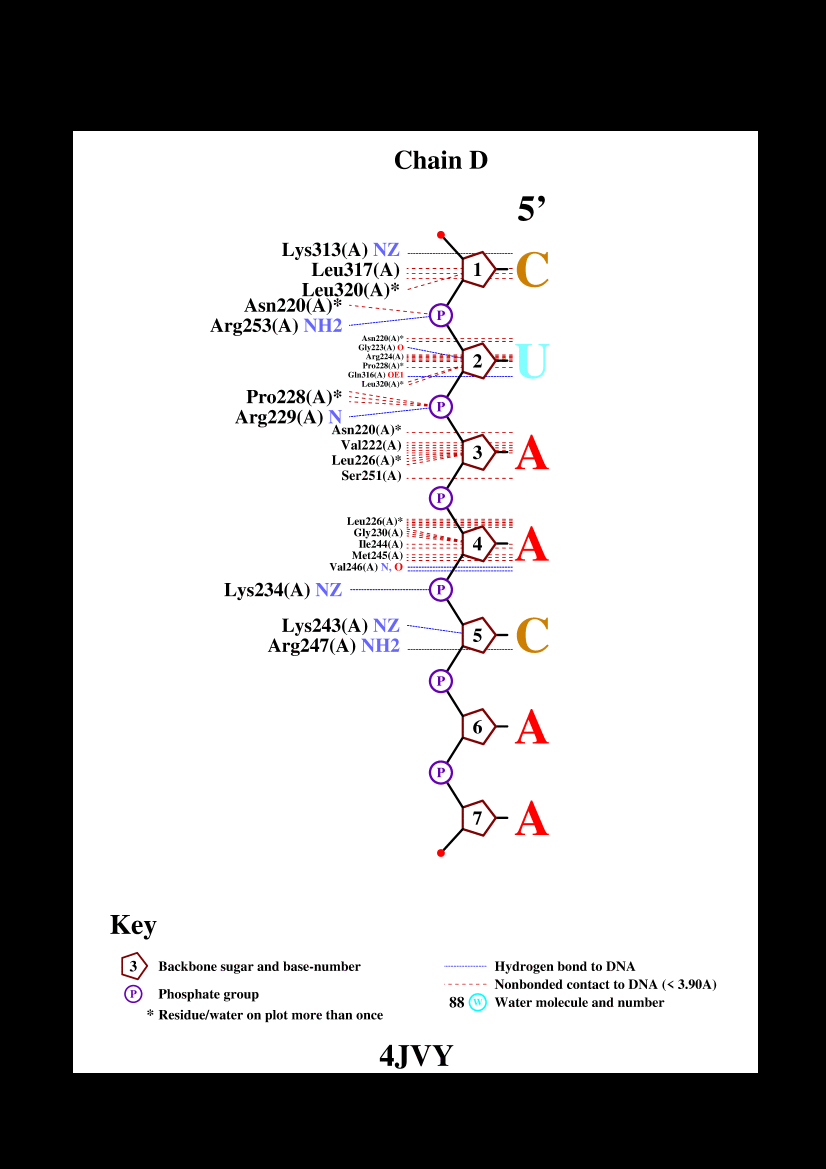 Chain D
5’
Lys313(A) NZ
1 C
Leu317(A)
Leu320(A)*
Asn220(A)*
P
Arg253(A) NH2
Asn220(A)*
Gly223(A) O
Arg224(A)
2 U
Pro228(A)*
Gln316(A) OE1
Leu320(A)*
Pro228(A)*
P
Arg229(A) N
Asn220(A)*
Val222(A)
3 A
Leu226(A)*
Ser251(A)
P
Leu226(A)*
Gly230(A)
Ile244(A)
4 A
Met245(A)
Val246(A) N, O
Lys234(A) NZ
P
Lys243(A) NZ
5 C
Arg247(A) NH2
P
6 A
P
7 A
Key
3 Backbone sugar and base-number
P Phosphate group
* Residue/water on plot more than once
Hydrogen bond to DNA
Nonbonded contact to DNA (< 3.90A)
88 W Water molecule and number
4JVY